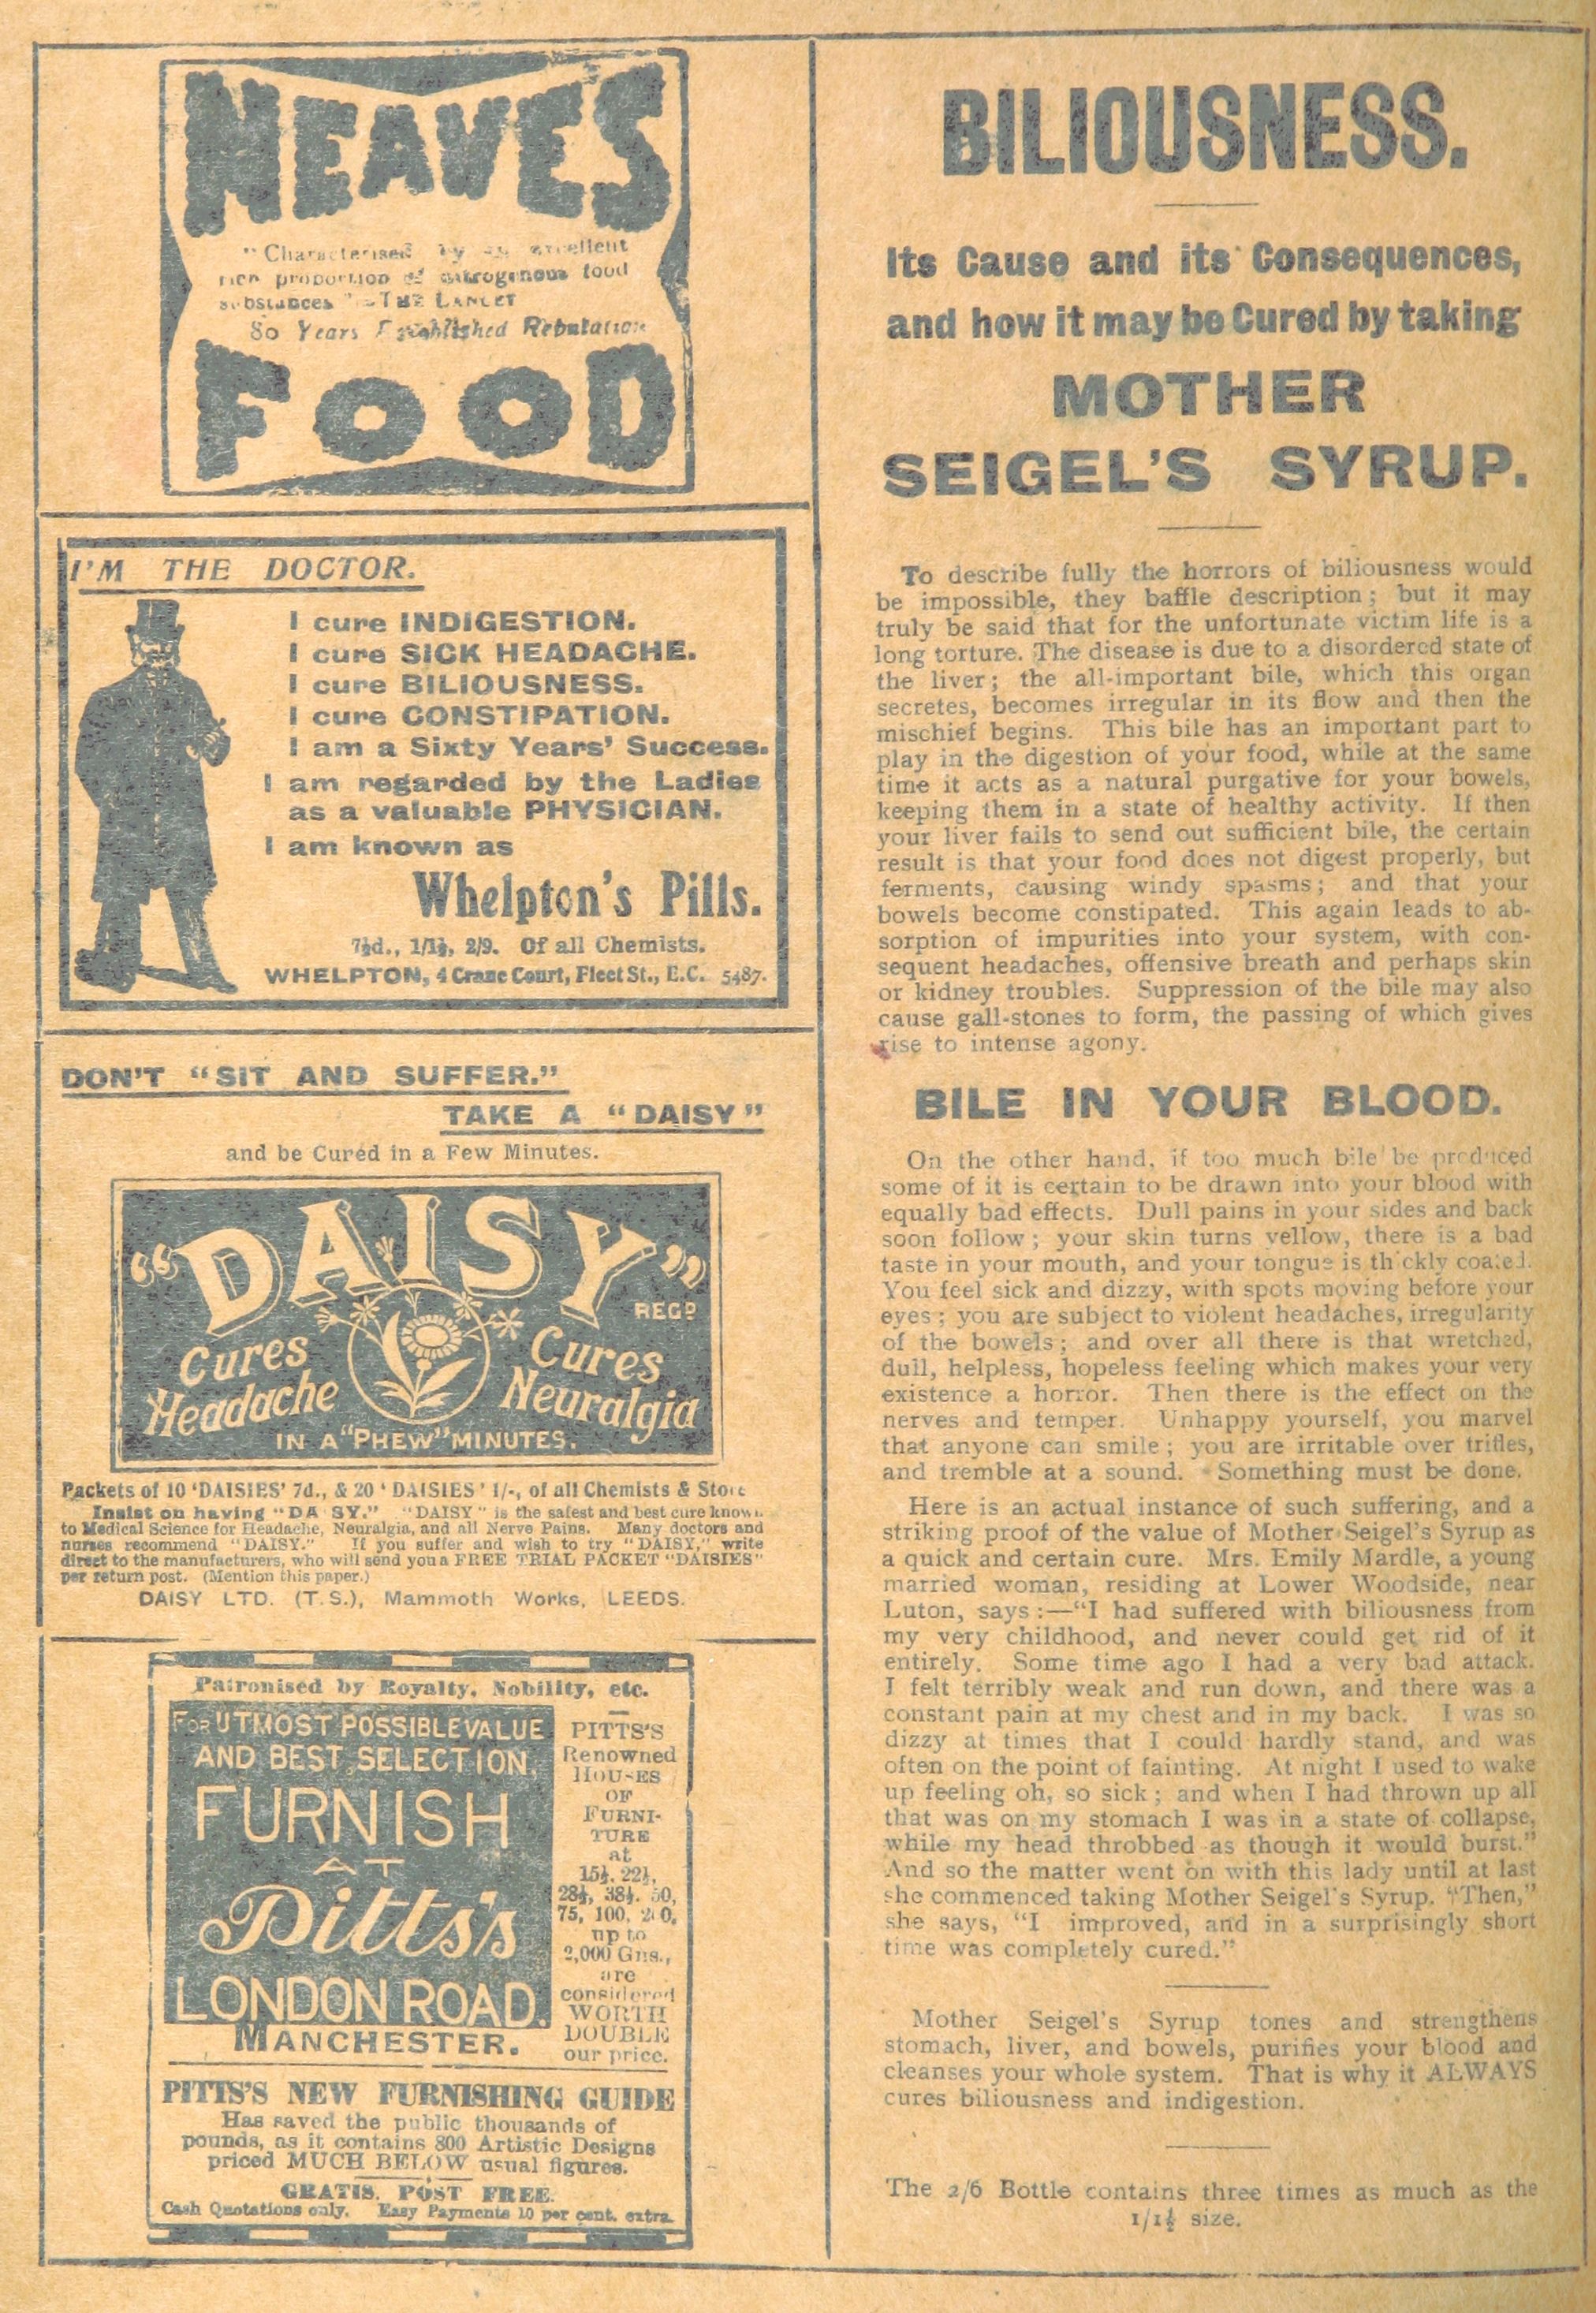 NEAVES
"Characterised by an excellent
rich proportion of nitrogenous food
substances"—THE LANCET
80 Years Established Reputation
FOOD
I'M THE DOCTOR.
I cure INDIGESTION.
I cure SICK HEADACHE.
I cure BILIOUSNESS.
I cure CONSTIPATION.
I am a Sixty Years' Success.
I am regarded by the Ladies
as a valuable PHYSICIAN.
I am known as
Whelpton's Pills.
7½d., 1/1½, 2/9. Of all Chemists.
WHELPTON, 4 Crane Court, Fleet St., E.C. 5487.
DON'T "SIT AND SUFFER."
TAKE A "DAISY"
and be Cured in a Few Minutes.
"DAISY"
REGD
Cures Headache
Cures Neuralgia
IN A "PHEW" MINUTES.
Packets of 10 'DAISIES' 7d., & 20 'DAISIES' 1/-, of all Chemists & Store
Insist on having "DA SY." "DAISY" is the safest and best cure known
to Medical Science for Headache, Neuralgia, and all Nerve Pains. Many doctors and
nurses recommend "DAISY." If you suffer and wish to try "DAISY," write
direct to the manufacturers, who will send you a FREE TRIAL PACKET "DAISIES"
per return post. (Mention this paper.)
DAISY LTD. (T.S.), Mammoth Works, LEEDS.
Patronised by Royalty, Nobility, etc.
FOR UTMOST POSSIBLE VALUE
AND BEST SELECTION,
FURNISH
AT
Pitts's
LONDON ROAD.
MANCHESTER.
PITTS'S
Renowned
HOUSES
OF
FURNI-
TURE
at
15½, 22½,
28½, 38½, 50,
75, 100, 200,
up to
2,000 Gns.,
are
considered
WORTH
DOUBLE
our price.
PITTS'S NEW FURNISHING GUIDE
Has saved the public thousands of
pounds, as it contains 800 Artistic Designs
priced MUCH BELOW usual figures.
GRATIS. POST FREE.
Cash Quotations only. Easy Payments 10 per cent. extra.
BILIOUSNESS.
Its Cause and its Consequences,
and how it may be Cured by taking
MOTHER
SEIGEL'S SYRUP.
To describe fully the horrors of biliousness would
be impossible, they baffle description; but it may
truly be said that for the unfortunate victim life is a
long torture. The disease is due to a disordered state of
the liver; the all-important bile, which this organ
secretes, becomes irregular in its flow and then the
mischief begins. This bile has an important part to
play in the digestion of your food, while at the same
time it acts as a natural purgative for your bowels,
keeping them in a state of healthy activity. If then
your liver fails to send out sufficient bile, the certain
result is that your food does not digest properly, but
ferments, causing windy spasms; and that your
bowels become constipated. This again leads to ab-
sorption of impurities into your system, with con-
sequent headaches, offensive breath and perhaps skin
or kidney troubles. Suppression of the bile may also
cause gall-stones to form, the passing of which gives
rise to intense agony.
BILE IN YOUR BLOOD.
On the other hand, if too much bile be produced
some of it is certain to be drawn into your blood with
equally bad effects. Dull pains in your sides and back
soon follow; your skin turns yellow, there is a bad
taste in your mouth, and your tongue is thickly coated.
You feel sick and dizzy, with spots moving before your
eyes; you are subject to violent headaches, irregularity
of the bowels; and over all there is that wretched,
dull, helpless, hopeless feeling which makes your very
existence a horror. Then there is the effect on the
nerves and temper. Unhappy yourself, you marvel
that anyone can smile; you are irritable over trifles,
and tremble at a sound. Something must be done.
Here is an actual instance of such suffering, and a
striking proof of the value of Mother Seigel's Syrup as
a quick and certain cure. Mrs. Emily Mardle, a young
married woman, residing at Lower Woodside, near
Luton, says:—"I had suffered with biliousness from
my very childhood, and never could get rid of it
entirely. Some time ago I had a very bad attack.
I felt terribly weak and run down, and there was a
constant pain at my chest and in my back. I was so
dizzy at times that I could hardly stand, and was
often on the point of fainting. At night I used to wake
up feeling oh, so sick; and when I had thrown up all
that was on my stomach I was in a state of collapse,
while my head throbbed as though it would burst."
And so the matter went on with this lady until at last
she commenced taking Mother Seigel's Syrup. "Then,"
she says, "I improved, and in a surprisingly short
time was completely cured."
Mother Seigel's Syrup tones and strengthens
stomach, liver, and bowels, purifies your blood and
cleanses your whole system. That is why it ALWAYS
cures biliousness and indigestion.
The 2/6 Bottle contains three times as much as the
1/1½ size.